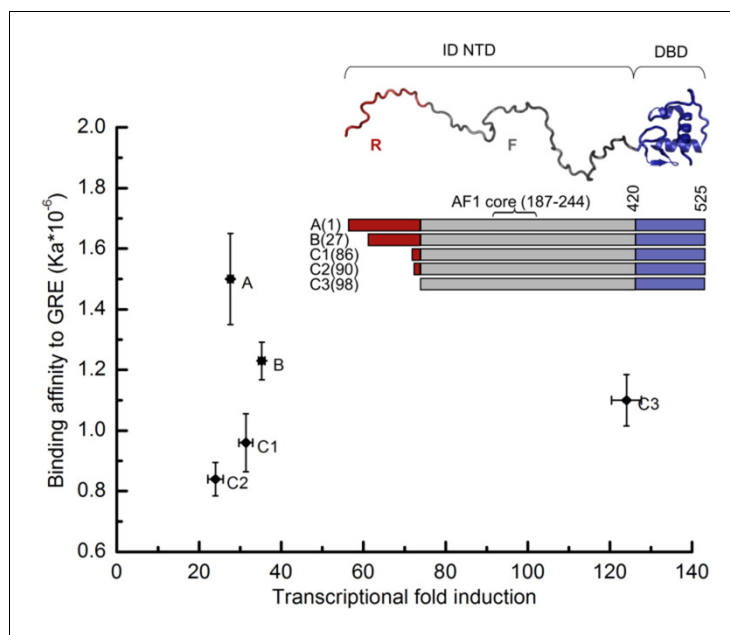 ID NTD
DBD
R
F
420
525
AF1 core (187-244)
A(1)
B(27)
C1(86)
C2(90)
C3(98)
Binding affinity to GRE (Ka*10⁻⁶)
2.0
1.8
1.6
1.4
1.2
1.0
0.8
0.6
A
B
C1
C2
C3
0 20 40 60 80 100 120 140
Transcriptional fold induction